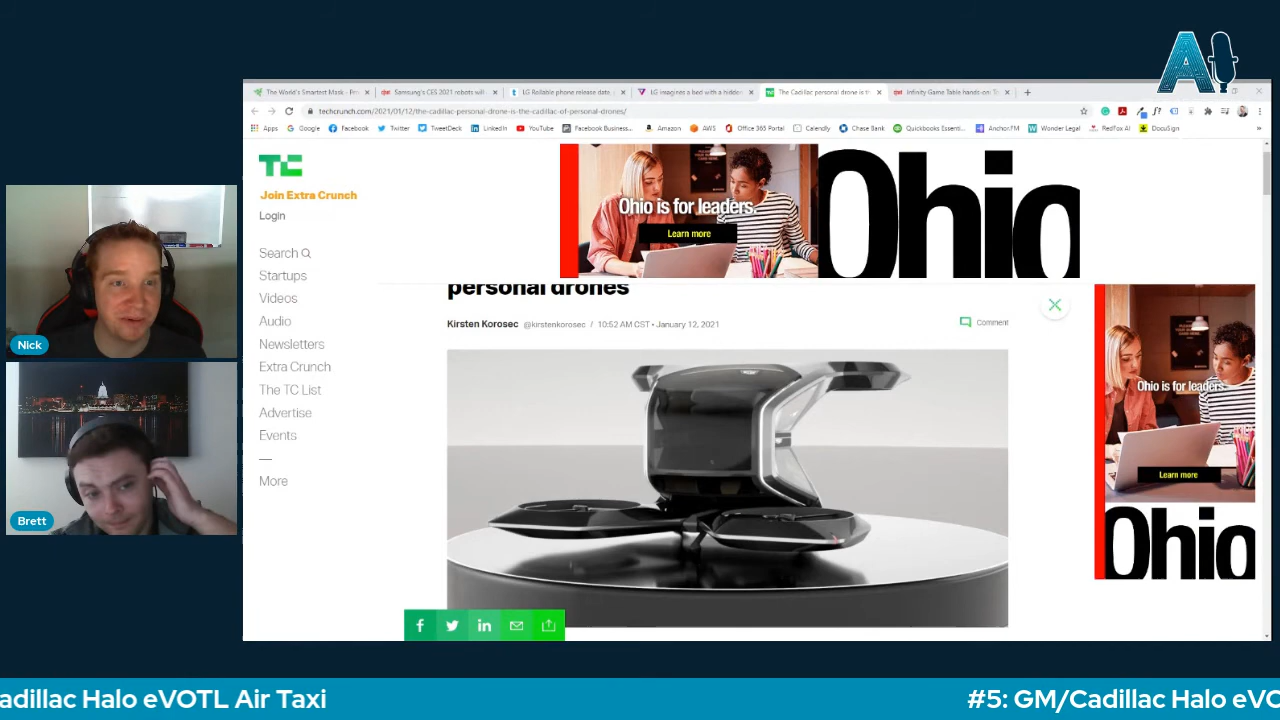 AI
The World's Smartest Mask - Pro
Samsung's CES 2021 robots will
LG Rollable phone release date,
LG imagines a bed with a hidden
The Cadillac personal drone is th
Infinity Game Table hands-on: To
techcrunch.com/2021/01/12/the-cadillac-personal-drone-is-the-cadillac-of-personal-drones/
Apps
Google
Facebook
Twitter
TweetDeck
LinkedIn
YouTube
Facebook Business...
Amazon
AWS
Office 365 Portal
Calendly
Chase Bank
Quickbooks Essenti...
Anchor.FM
Wonder Legal
RedFox AI
DocuSign
TC
Join Extra Crunch
Login
Search
Startups
Videos
Audio
Newsletters
Extra Crunch
The TC List
Advertise
Events
More
Ohio is for leaders.
Learn more
Ohio
personal drones
Kirsten Korosec @kirstenkorosec / 10:52 AM CST • January 12, 2021
Comment
Ohio is for leaders.
Learn more
Ohio
Nick
Brett
adillac Halo eVOTL Air Taxi
#5: GM/Cadillac Halo eVO